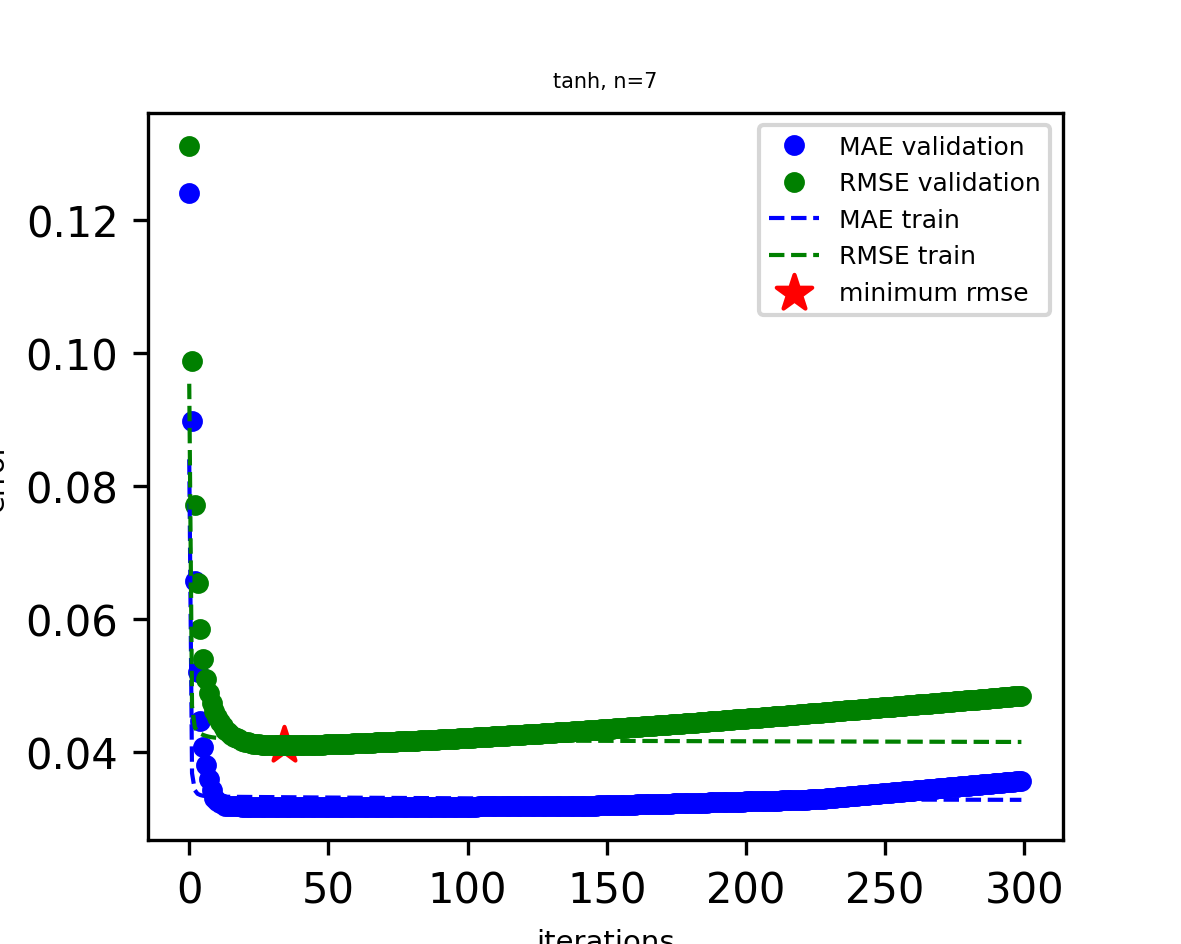 tanh, n=7
MAE validation
RMSE validation
MAE train
RMSE train
minimum rmse
0.12
0.10
0.08
0.06
0.04
0 50 100 150 200 250 300
iterations